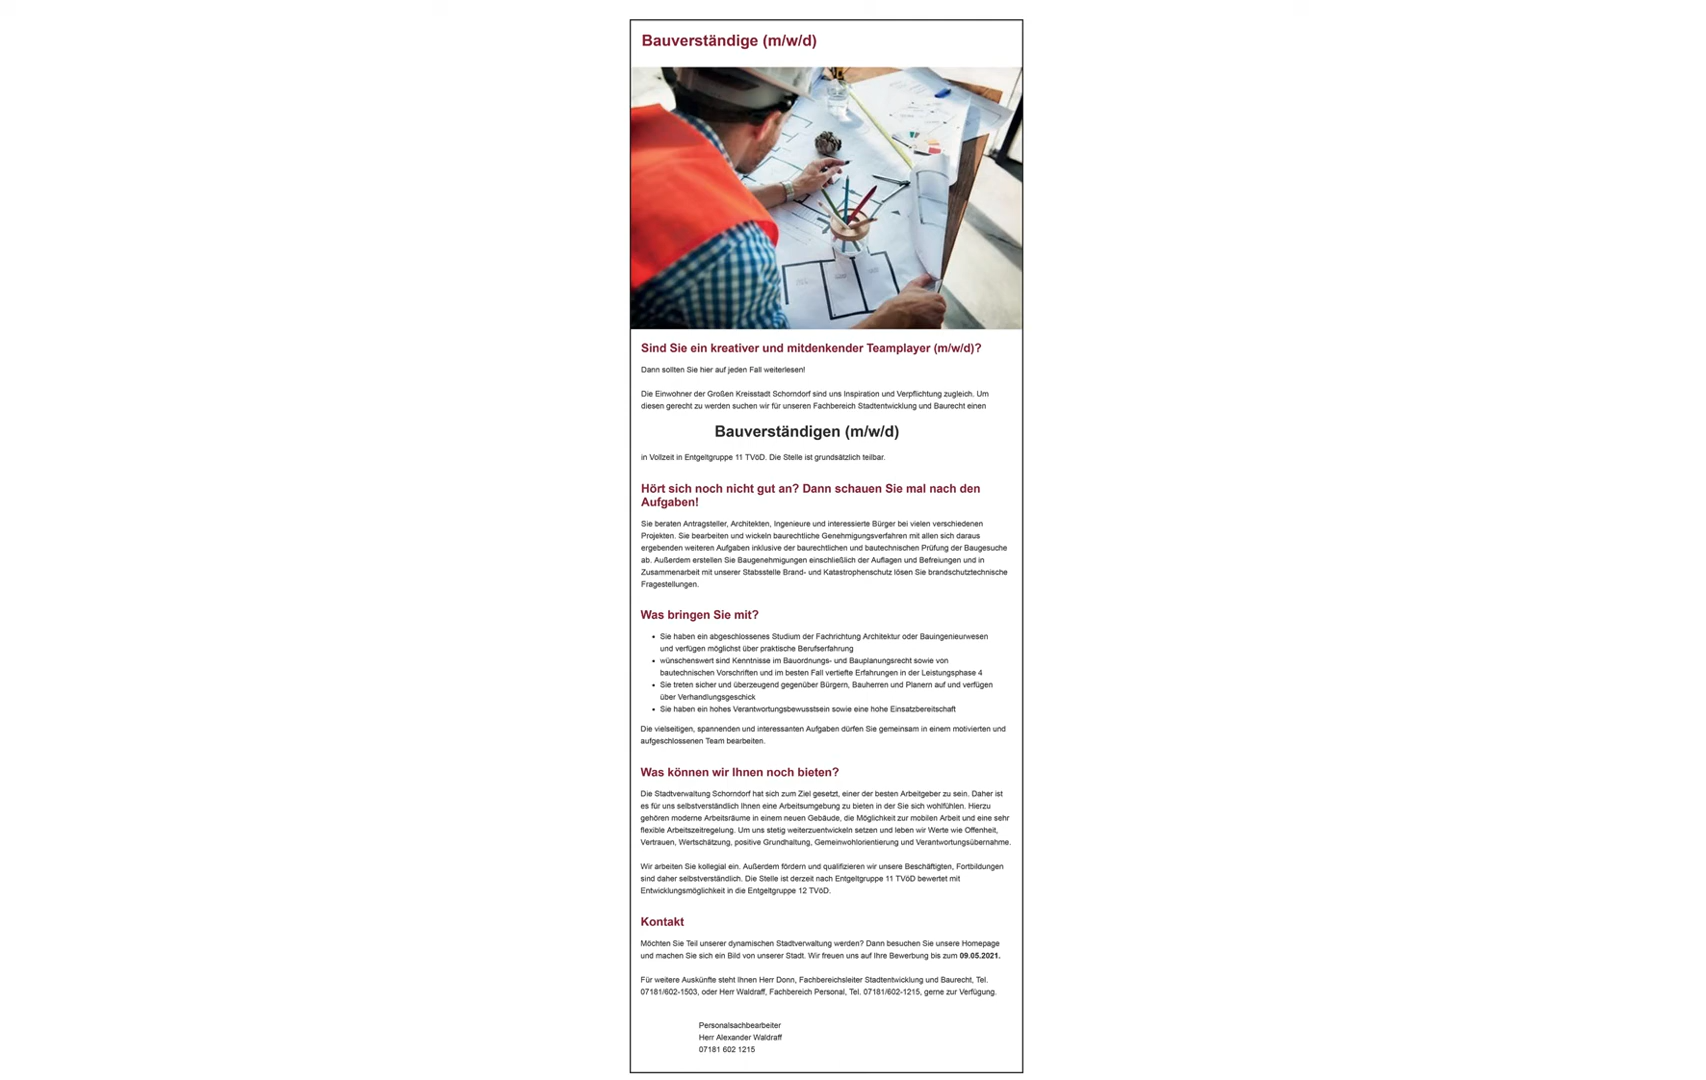 Bauverständige (m/w/d)
Sind Sie ein kreativer und mitdenkender Teamplayer (m/w/d)?
Dann sollten Sie hier auf jeden Fall weiterlesen!
Die Einwohner der Großen Kreisstadt Schorndorf sind uns Inspiration und Verpflichtung zugleich. Um
diesen gerecht zu werden suchen wir für unseren Fachbereich Stadtentwicklung und Baurecht einen
Bauverständigen (m/w/d)
in Vollzeit in Entgeltgruppe 11 TVöD. Die Stelle ist grundsätzlich teilbar.
Hört sich noch nicht gut an? Dann schauen Sie mal nach den
Aufgaben!
Sie beraten Antragsteller, Architekten, Ingenieure und interessierte Bürger bei vielen verschiedenen
Projekten. Sie bearbeiten und wickeln baurechtliche Genehmigungsverfahren mit allen sich daraus
ergebenden weiteren Aufgaben inklusive der baurechtlichen und bautechnischen Prüfung der Baugesuche
ab. Außerdem erstellen Sie Baugenehmigungen einschließlich der Auflagen und Befreiungen und in
Zusammenarbeit mit unserer Stabsstelle Brand- und Katastrophenschutz lösen Sie brandschutztechnische
Fragestellungen.
Was bringen Sie mit?
• Sie haben ein abgeschlossenes Studium der Fachrichtung Architektur oder Bauingenieurwesen
und verfügen möglichst über praktische Berufserfahrung
• wünschenswert sind Kenntnisse im Bauordnungs- und Bauplanungsrecht sowie von
bautechnischen Vorschriften und im besten Fall vertiefte Erfahrungen in der Leistungsphase 4
• Sie treten sicher und überzeugend gegenüber Bürgern, Bauherren und Planern auf und verfügen
über Verhandlungsgeschick
• Sie haben ein hohes Verantwortungsbewusstsein sowie eine hohe Einsatzbereitschaft
Die vielseitigen, spannenden und interessanten Aufgaben dürfen Sie gemeinsam in einem motivierten und
aufgeschlossenen Team bearbeiten.
Was können wir Ihnen noch bieten?
Die Stadtverwaltung Schorndorf hat sich zum Ziel gesetzt, einer der besten Arbeitgeber zu sein. Daher ist
es für uns selbstverständlich Ihnen eine Arbeitsumgebung zu bieten in der Sie sich wohlfühlen. Hierzu
gehören moderne Arbeitsräume in einem neuen Gebäude, die Möglichkeit zur mobilen Arbeit und eine sehr
flexible Arbeitszeitregelung. Um uns stetig weiterzuentwickeln setzen und leben wir Werte wie Offenheit,
Vertrauen, Wertschätzung, positive Grundhaltung, Gemeinwohlorientierung und Verantwortungsübernahme.
Wir arbeiten Sie kollegial ein. Außerdem fördern und qualifizieren wir unsere Beschäftigten, Fortbildungen
sind daher selbstverständlich. Die Stelle ist derzeit nach Entgeltgruppe 11 TVöD bewertet mit
Entwicklungsmöglichkeit in die Entgeltgruppe 12 TVöD.
Kontakt
Möchten Sie Teil unserer dynamischen Stadtverwaltung werden? Dann besuchen Sie unsere Homepage
und machen Sie sich ein Bild von unserer Stadt. Wir freuen uns auf Ihre Bewerbung bis zum 09.05.2021.
Für weitere Auskünfte steht Ihnen Herr Donn, Fachbereichsleiter Stadtentwicklung und Baurecht, Tel.
07181/602-1503, oder Herr Waldraff, Fachbereich Personal, Tel. 07181/602-1215, gerne zur Verfügung.
Personalsachbearbeiter
Herr Alexander Waldraff
07181 602 1215